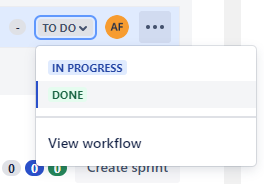 - TO DO AF
IN PROGRESS
DONE
View workflow
0 0 0 Create sprint